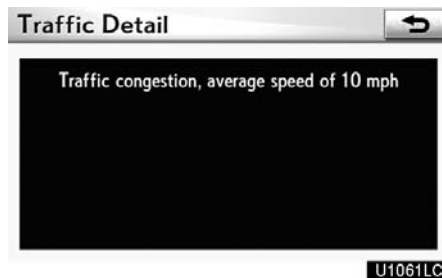 Traffic Detail
Traffic congestion, average speed of 10 mph
U1061LC